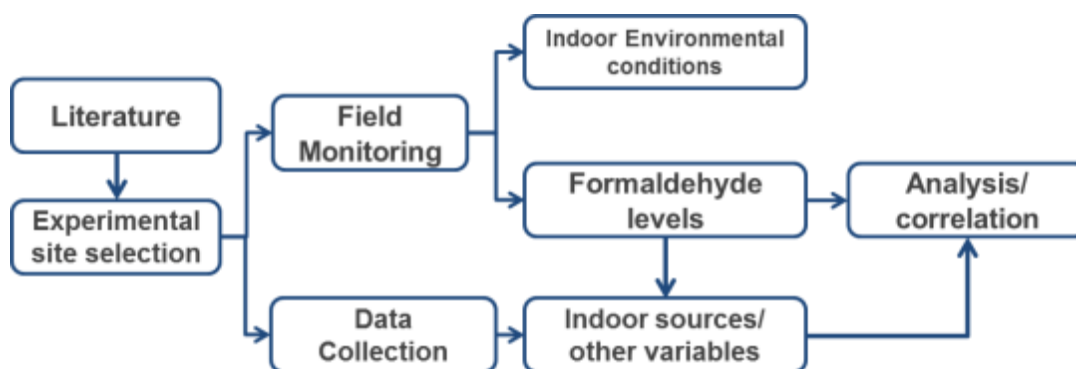 Indoor Environmental
conditions
Literature
Field
Monitoring
Formaldehyde
levels
Analysis/
correlation
Experimental
site selection
Data
Collection
Indoor sources/
other variables